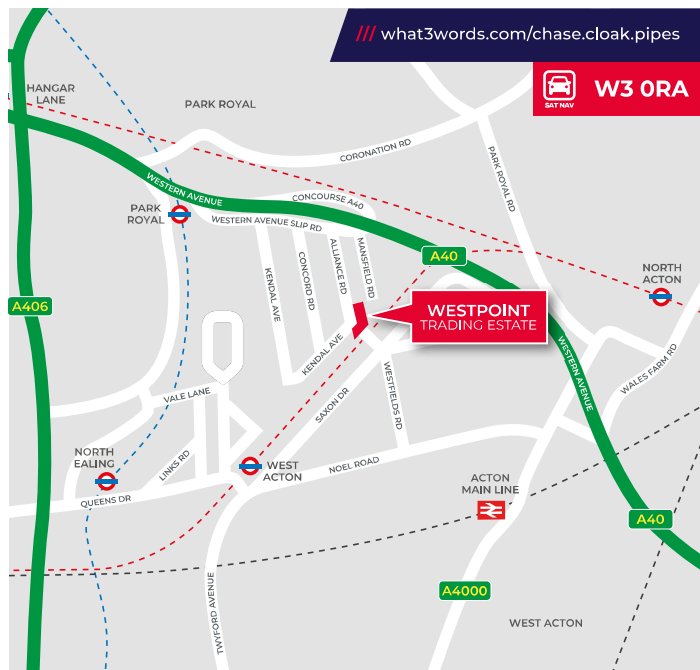 /// what3words.com/chase.cloak.pipes
SAT NAV
W3 0RA
HANGAR
LANE
PARK ROYAL
CORONATION RD
PARK ROYAL RD
WESTERN AVENUE
CONCOURSE A40
PARK
ROYAL
WESTERN AVENUE SLIP RD
A40
NORTH
ACTON
KENDAL AVE
CONCORD RD
ALLIANCE RD
MANSFIELD RD
A406
WESTPOINT
TRADING ESTATE
KENDAL AVE
WESTERN AVENUE
WALES FARM RD
VALE LANE
SAXON DR
WESTFIELDS RD
NORTH
EALING
LINKS RD
WEST
ACTON
NOEL ROAD
ACTON
MAIN LINE
QUEENS DR
A40
TWYFORD AVENUE
A4000
WEST ACTON